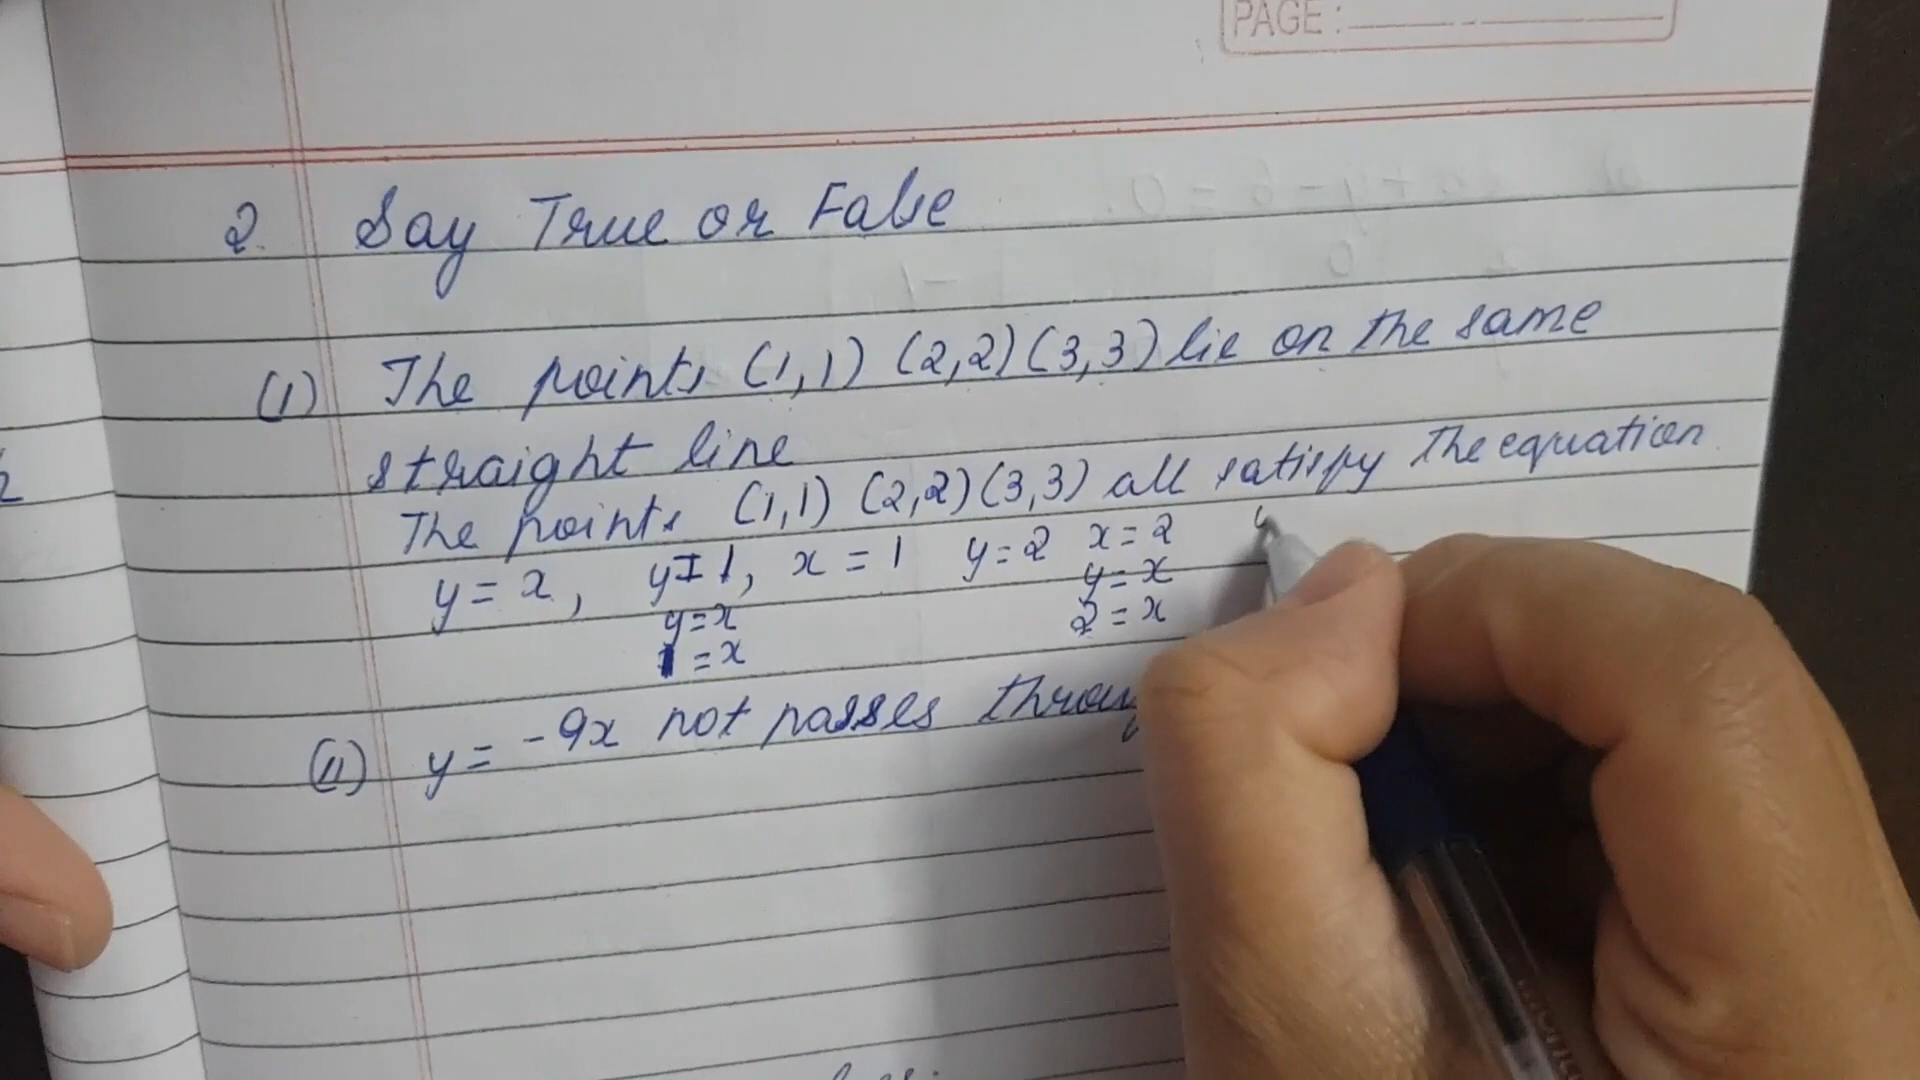 PAGE :
2. Say True or False
(i) The points (1,1) (2,2) (3,3) lie on the same
straight line
The points (1,1) (2,2) (3,3) all satisfy the equation
y = x, y = 1, x = 1 y = 2 x = 2
y = x y = x
1 = x 2 = x
(ii) y = -9x not passes